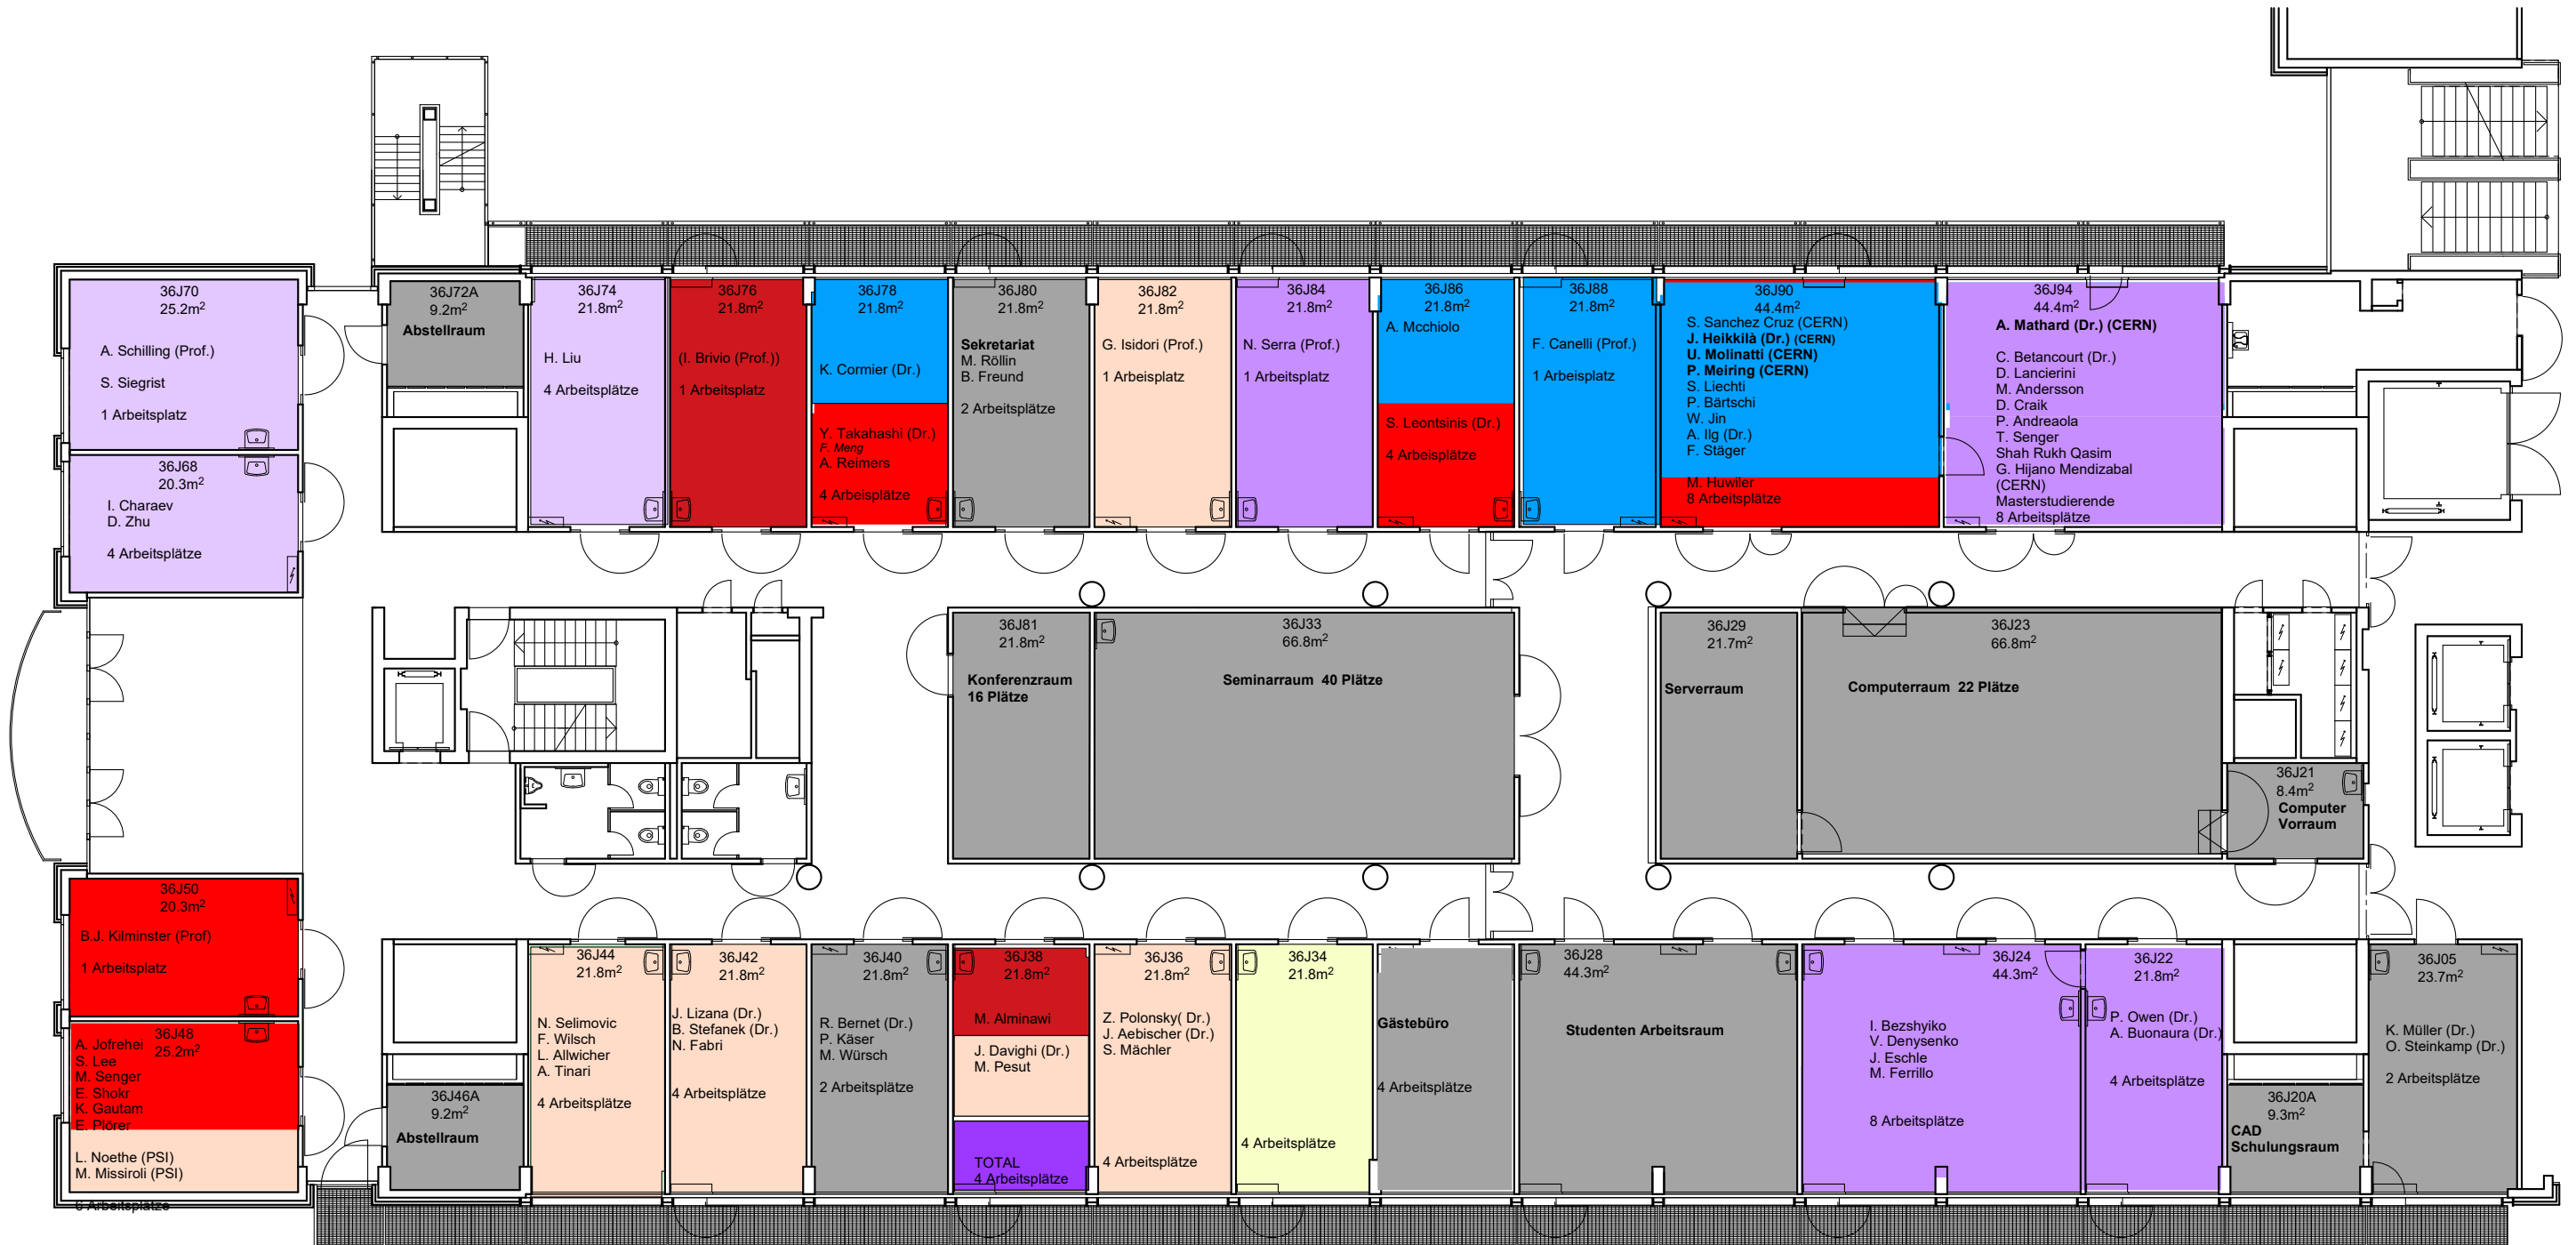 36J70
25.2m²
A. Schilling (Prof.)
S. Siegrist
1 Arbeitsplatz
36J68
20.3m²
I. Charaev
D. Zhu
4 Arbeitsplätze
36J72A
9.2m²
Abstellraum
36J74
21.8m²
H. Liu
4 Arbeitsplätze
36J76
21.8m²
(I. Brivio (Prof.))
1 Arbeitsplatz
36J78
21.8m²
K. Cormier (Dr.)
Y. Takahashi (Dr.)
F. Meng
A. Reimers
4 Arbeisplätze
36J80
21.8m²
Sekretariat
M. Röllin
B. Freund
2 Arbeitsplätze
36J82
21.8m²
G. Isidori (Prof.)
1 Arbeisplatz
36J84
21.8m²
N. Serra (Prof.)
1 Arbeitsplatz
36J86
21.8m²
A. Mcchiolo
S. Leontsinis (Dr.)
4 Arbeisplätze
36J88
21.8m²
F. Canelli (Prof.)
1 Arbeisplatz
36J90
44.4m²
S. Sanchez Cruz (CERN)
J. Heikkilà (Dr.) (CERN)
U. Molinatti (CERN)
P. Meiring (CERN)
S. Liechti
P. Bärtschi
W. Jin
A. Ilg (Dr.)
F. Stäger
M. Huwiler
8 Arbeitsplätze
36J94
44.4m²
A. Mathard (Dr.) (CERN)
C. Betancourt (Dr.)
D. Lancierini
M. Andersson
D. Craik
P. Andreaola
T. Senger
Shah Rukh Qasim
G. Hijano Mendizabal
(CERN)
Masterstudierende
8 Arbeitsplätze
36J81
21.8m²
Konferenzraum
16 Plätze
36J33
66.8m²
Seminarraum 40 Plätze
36J29
21.7m²
Serverraum
36J23
66.8m²
Computerraum 22 Plätze
36J21
8.4m²
Computer
Vorraum
36J50
20.3m²
B.J. Kilminster (Prof)
1 Arbeitsplatz
36J48
25.2m²
A. Jofrehei
S. Lee
M. Senger
E. Shokr
K. Gautam
E. Plörer
L. Noethe (PSI)
M. Missiroli (PSI)
6 Arbeitsplätze
36J46A
9.2m²
Abstellraum
36J44
21.8m²
N. Selimovic
F. Wilsch
L. Allwicher
A. Tinari
4 Arbeitsplätze
36J42
21.8m²
J. Lizana (Dr.)
B. Stefanek (Dr.)
N. Fabri
4 Arbeitsplätze
36J40
21.8m²
R. Bernet (Dr.)
P. Käser
M. Würsch
2 Arbeitsplätze
36J38
21.8m²
M. Alminawi
J. Davighi (Dr.)
M. Pesut
TOTAL
4 Arbeitsplätze
36J36
21.8m²
Z. Polonsky( Dr.)
J. Aebischer (Dr.)
S. Mächler
4 Arbeitsplätze
36J34
21.8m²
4 Arbeitsplätze
Gästebüro
4 Arbeitsplätze
36J28
44.3m²
Studenten Arbeitsraum
36J24
44.3m²
I. Bezshyiko
V. Denysenko
J. Eschle
M. Ferrillo
8 Arbeitsplätze
36J22
21.8m²
P. Owen (Dr.)
A. Buonaura (Dr.)
4 Arbeitsplätze
36J20A
9.3m²
CAD
Schulungsraum
36J05
23.7m²
K. Müller (Dr.)
O. Steinkamp (Dr.)
2 Arbeitsplätze